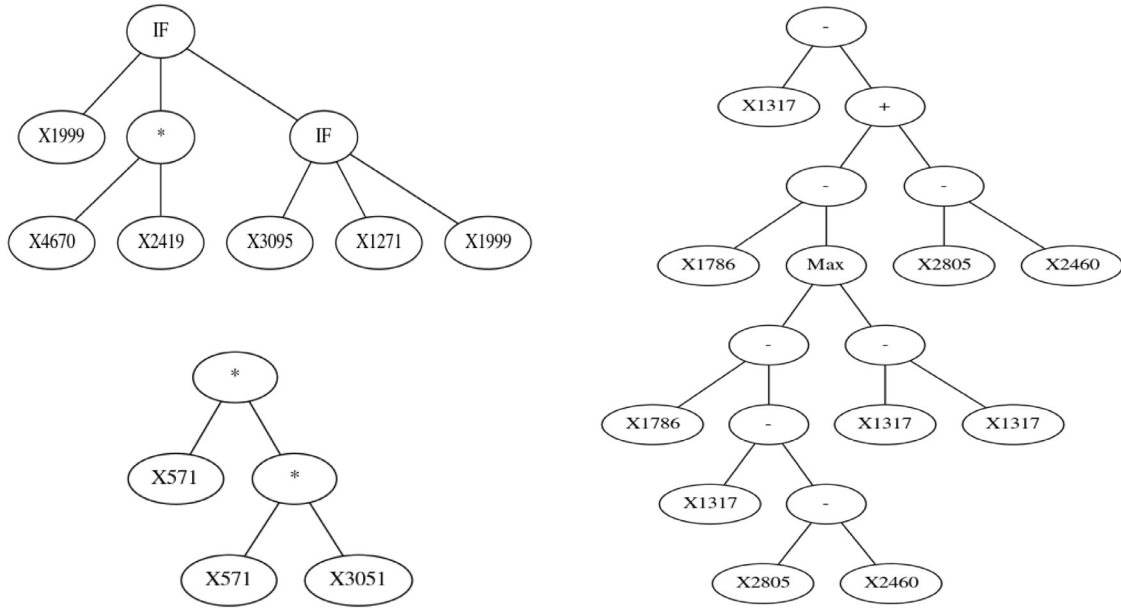 IF
X1999 * IF
X4670 X2419 X3095 X1271 X1999
*
X571 *
X571 X3051
-
X1317 +
- -
X1786 Max X2805 X2460
- -
X1786 - X1317 X1317
X1317 -
X2805 X2460